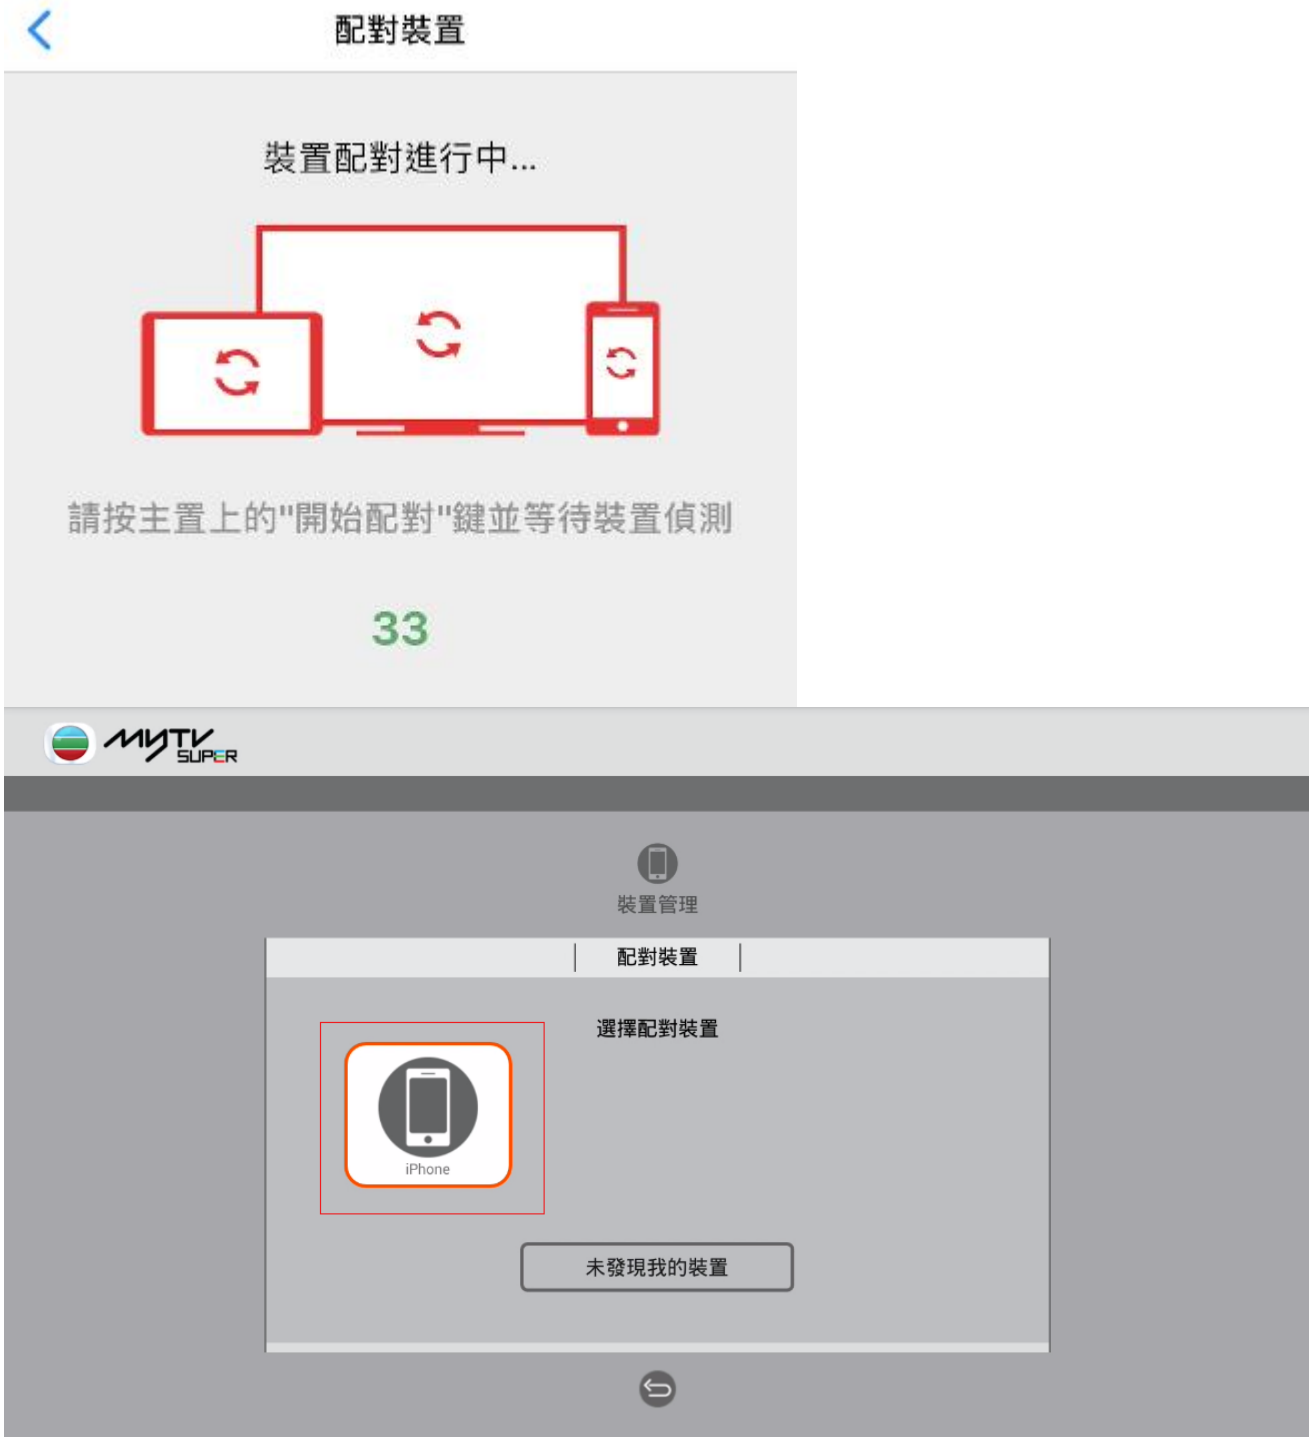 配對裝置
裝置配對進行中...
請按主置上的"開始配對"鍵並等待裝置偵測
33
MYTV
SUPER
裝置管理
配對裝置
選擇配對裝置
iPhone
未發現我的裝置